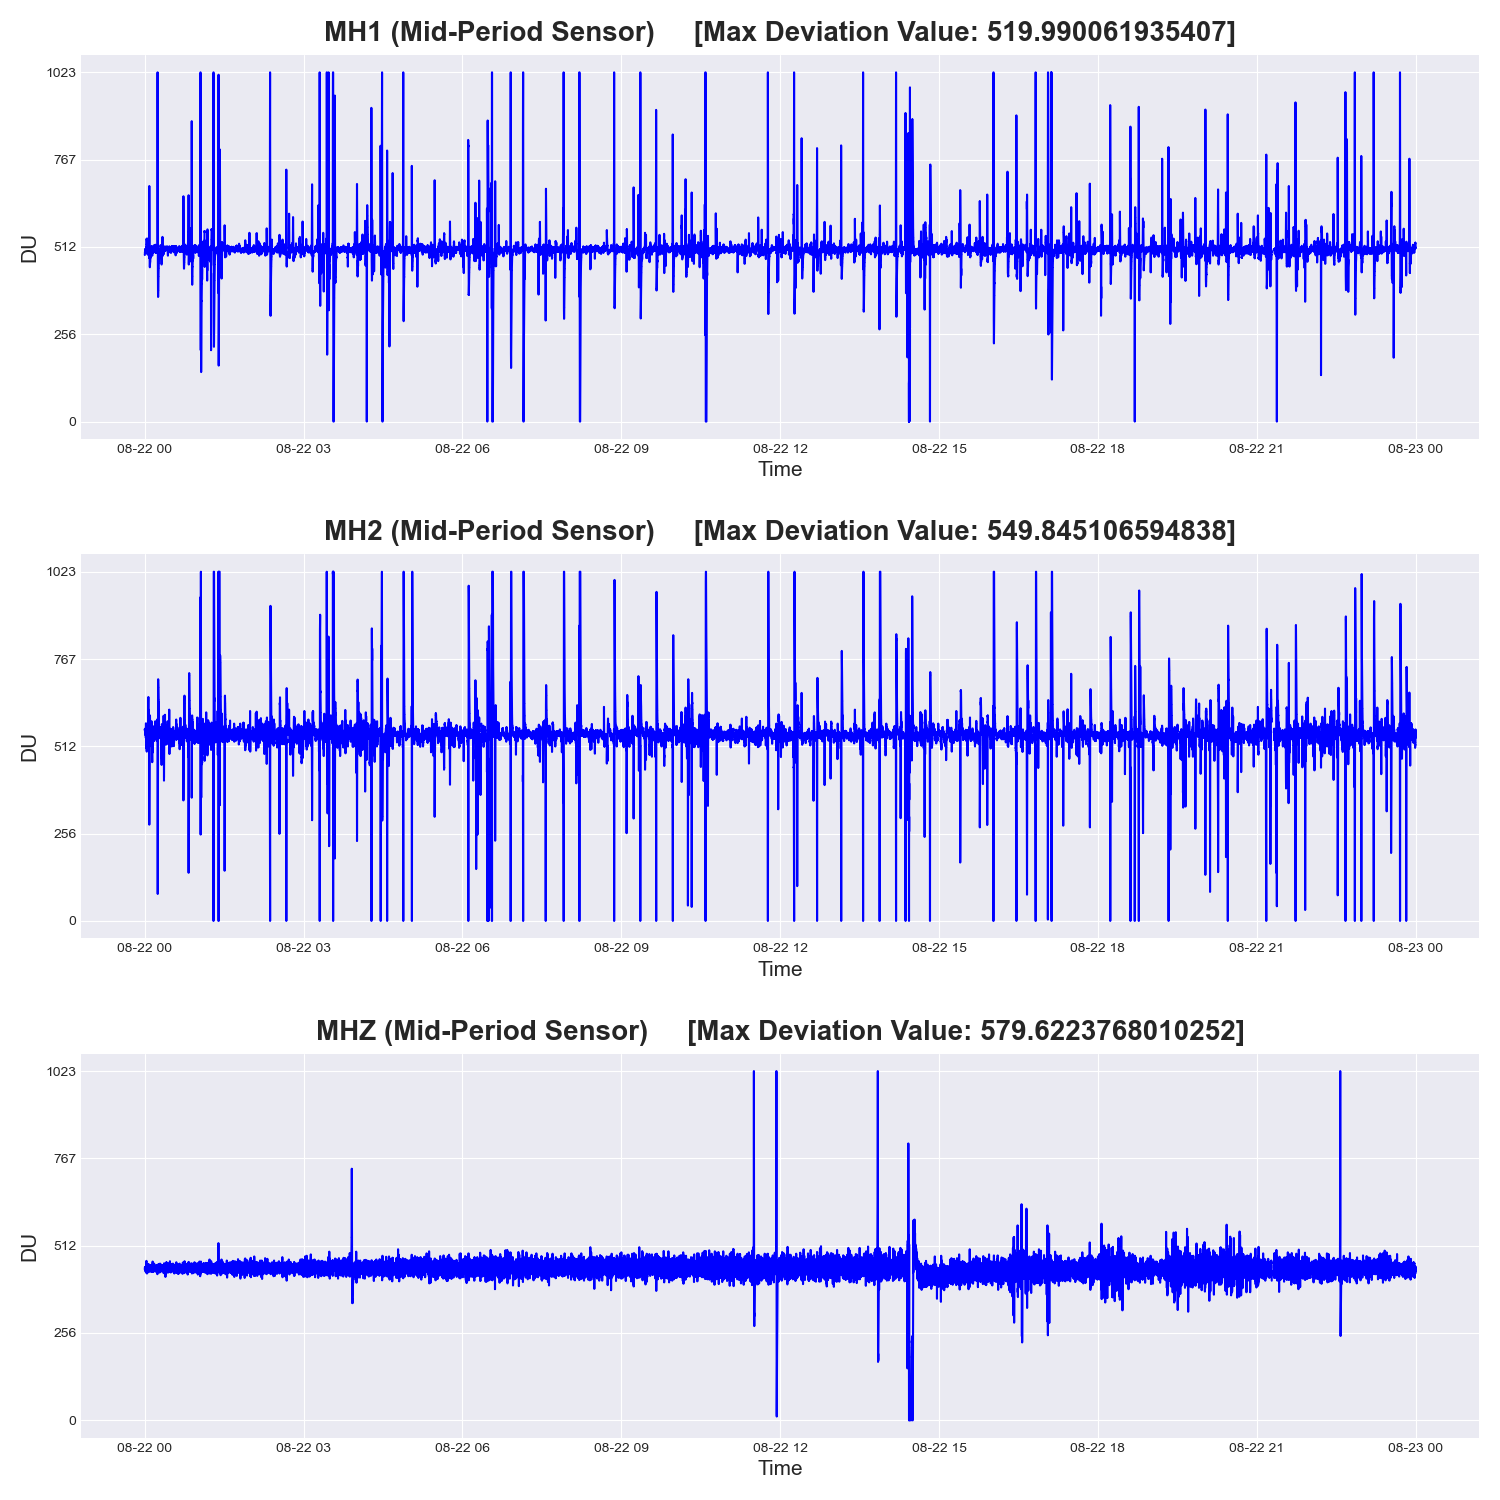 MH1 (Mid-Period Sensor) [Max Deviation Value: 519.990061935407]
1023
767
512
256
0
DU
08-22 00 08-22 03 08-22 06 08-22 09 08-22 12 08-22 15 08-22 18 08-22 21 08-23 00
Time
MH2 (Mid-Period Sensor) [Max Deviation Value: 549.845106594838]
1023
767
512
256
0
DU
08-22 00 08-22 03 08-22 06 08-22 09 08-22 12 08-22 15 08-22 18 08-22 21 08-23 00
Time
MHZ (Mid-Period Sensor) [Max Deviation Value: 579.6223768010252]
1023
767
512
256
0
DU
08-22 00 08-22 03 08-22 06 08-22 09 08-22 12 08-22 15 08-22 18 08-22 21 08-23 00
Time